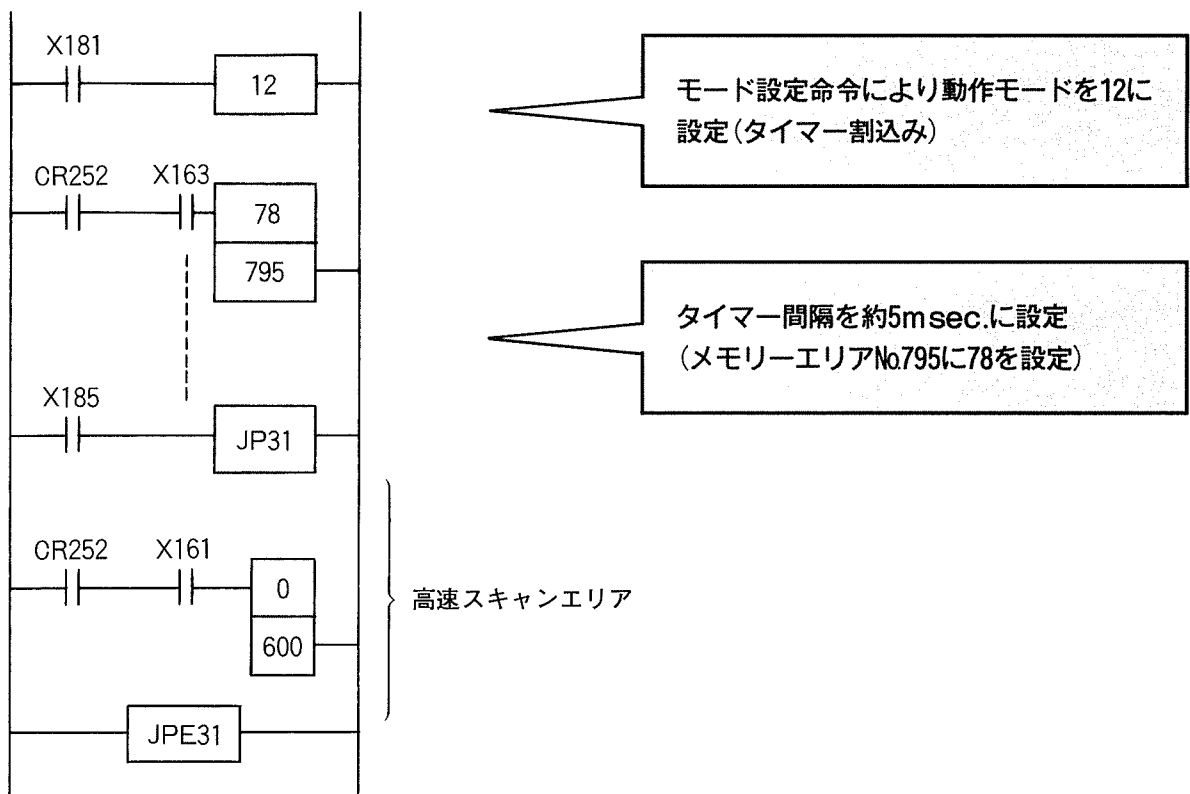 X181
12
モード設定命令により動作モードを12に
設定(タイマー割込み)
CR252 X163
78
795
タイマー間隔を約5msec.に設定
(メモリーエリア№795に78を設定)
X185
JP31
CR252 X161
0
600
高速スキャンエリア
JPE31